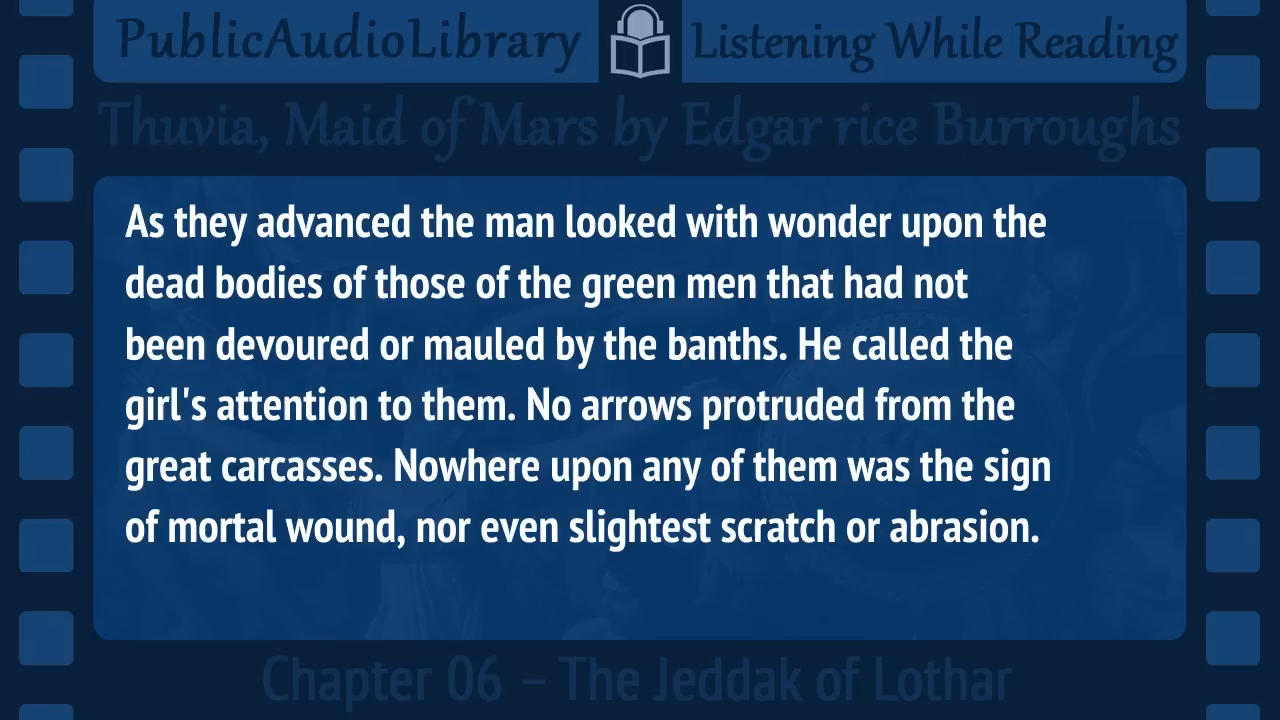 PublicAudioLibrary Listening While Reading
Thuvia, Maid of Mars by Edgar rice Burroughs
As they advanced the man looked with wonder upon the
dead bodies of those of the green men that had not
been devoured or mauled by the banths. He called the
girl's attention to them. No arrows protruded from the
great carcasses. Nowhere upon any of them was the sign
of mortal wound, nor even slightest scratch or abrasion.
Chapter 06 – The Jeddak of Lothar